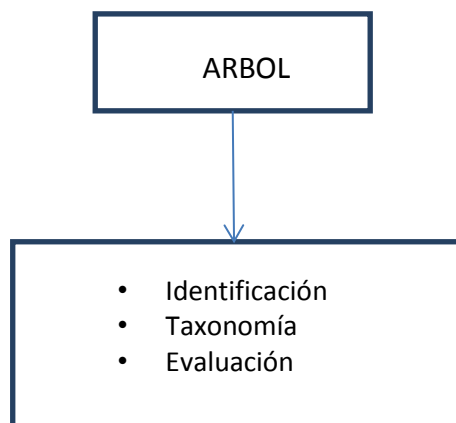 ARBOL
• Identificación
• Taxonomía
• Evaluación